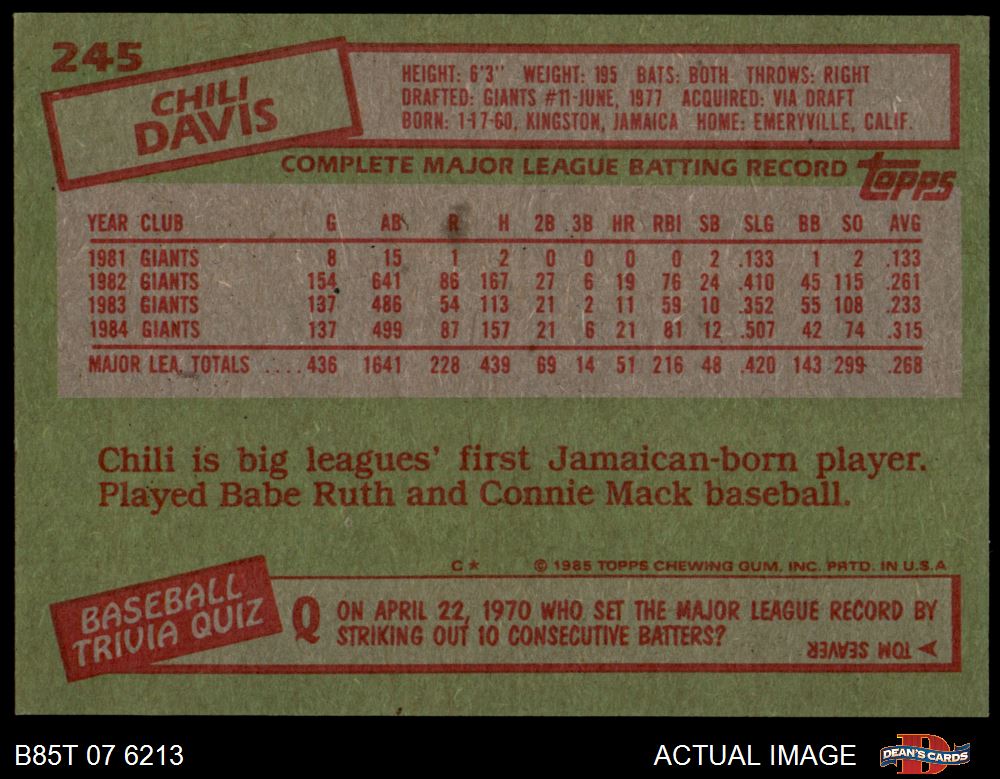 245
CHILI
DAVIS
HEIGHT: 6'3" WEIGHT: 195 BATS: BOTH THROWS: RIGHT
DRAFTED: GIANTS #11-JUNE, 1977 ACQUIRED: VIA DRAFT
BORN: 1-17-60, KINGSTON, JAMAICA HOME: EMERYVILLE, CALIF.
COMPLETE MAJOR LEAGUE BATTING RECORD topps
YEAR CLUB G AB R H 2B 3B HR RBI SB SLG BB SO AVG
1981 GIANTS 8 15 1 2 0 0 0 0 2 .133 1 2 .133
1982 GIANTS 154 641 86 167 27 6 19 76 24 .410 45 115 .261
1983 GIANTS 137 486 54 113 21 2 11 59 10 .352 55 108 .233
1984 GIANTS 137 499 87 157 21 6 21 81 12 .507 42 74 .315
MAJOR LEA. TOTALS ....436 1641 228 439 69 14 51 216 48 .420 143 299 .268
Chili is big leagues' first Jamaican-born player.
Played Babe Ruth and Connie Mack baseball.
C* © 1985 TOPPS CHEWING GUM, INC. PRTD. IN U.S.A
BASEBALL
TRIVIA QUIZ
Q ON APRIL 22, 1970 WHO SET THE MAJOR LEAGUE RECORD BY
STRIKING OUT 10 CONSECUTIVE BATTERS?
TOM SEAVER
B85T 07 6213 ACTUAL IMAGE DEAN'S CARDS